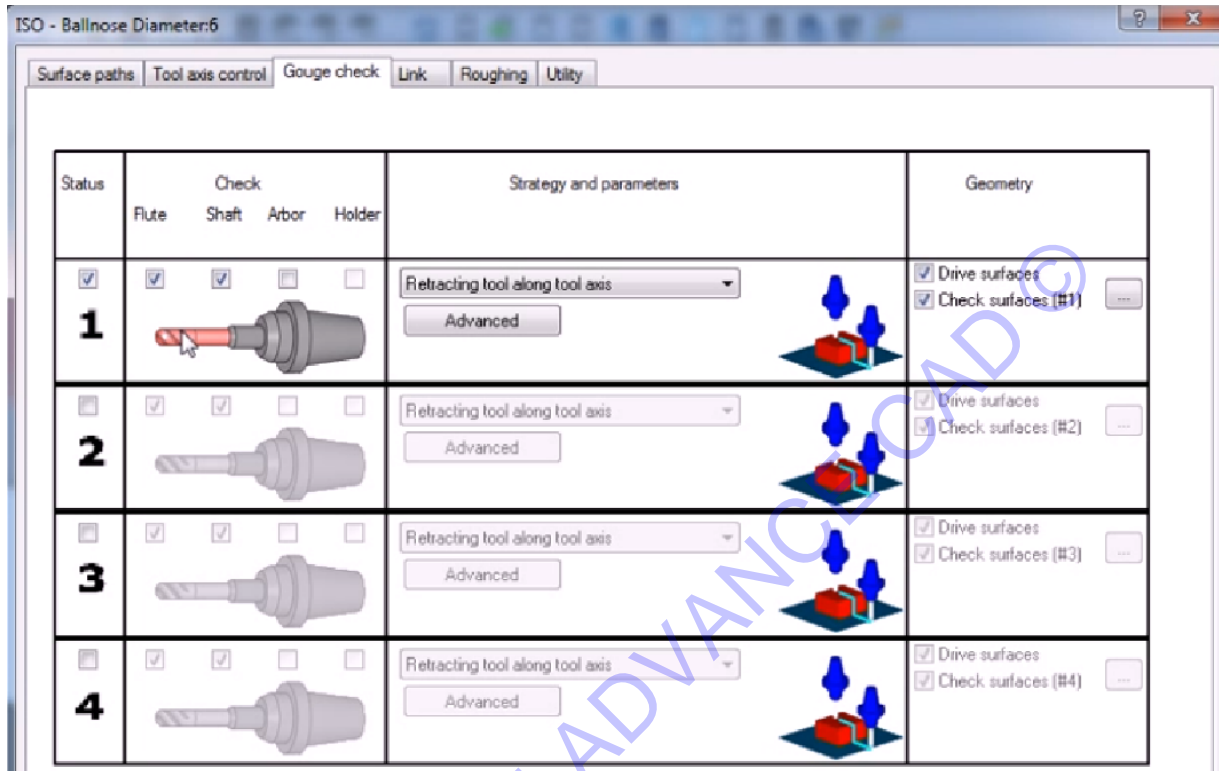 ISO - Ballnose Diameter:6
Surface paths Tool axis control Gouge check Link Roughing Utility
Status Check Strategy and parameters Geometry
Flute Shaft Arbor Holder
1 Retracting tool along tool axis Drive surfaces
Advanced Check surfaces (#1) ...
2 Retracting tool along tool axis Drive surfaces
Advanced Check surfaces (#2) ...
3 Retracting tool along tool axis Drive surfaces
Advanced Check surfaces (#3) ...
4 Retracting tool along tool axis Drive surfaces
Advanced Check surfaces (#4) ...
ADVANCE CAD ©